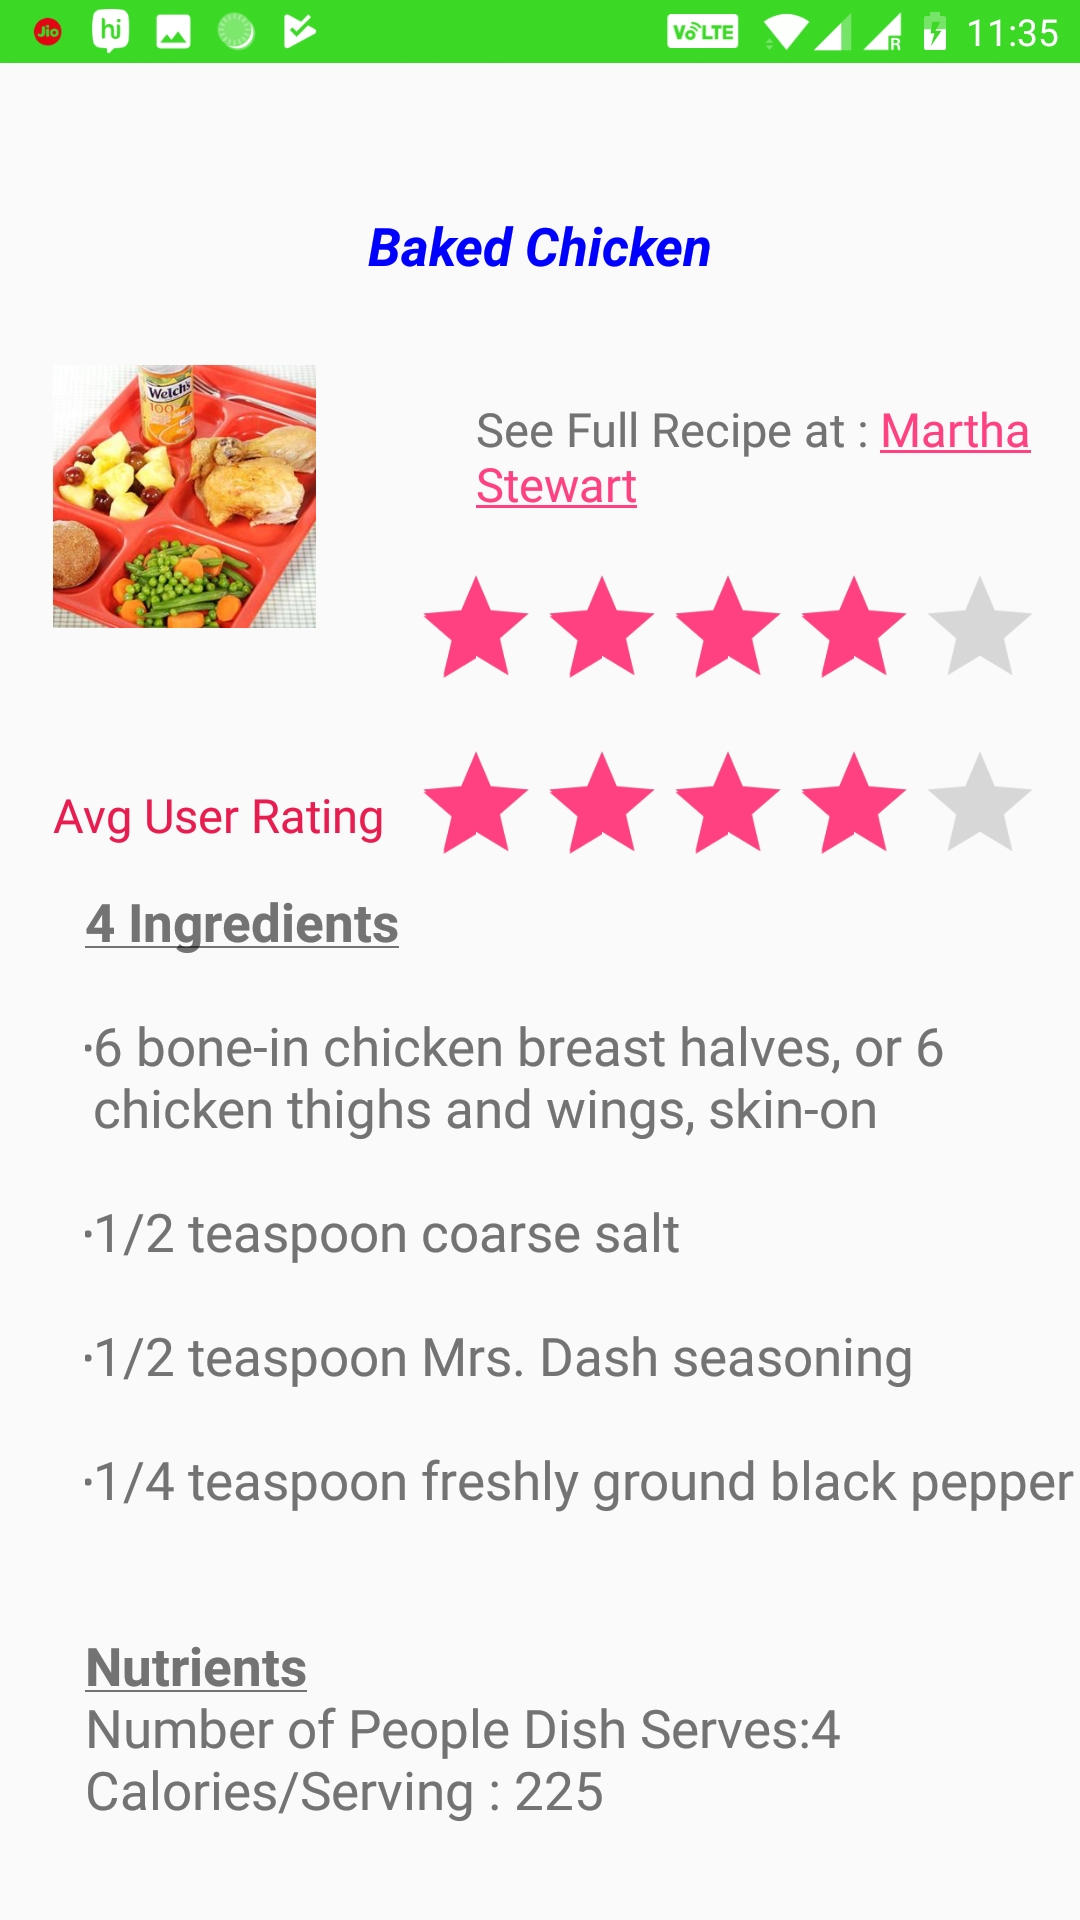 Jio hj VoLTE R 11:35
Baked Chicken
Welch's
100
See Full Recipe at : Martha
Stewart
Avg User Rating
4 Ingredients
·6 bone-in chicken breast halves, or 6
chicken thighs and wings, skin-on
·1/2 teaspoon coarse salt
·1/2 teaspoon Mrs. Dash seasoning
·1/4 teaspoon freshly ground black pepper
Nutrients
Number of People Dish Serves:4
Calories/Serving : 225